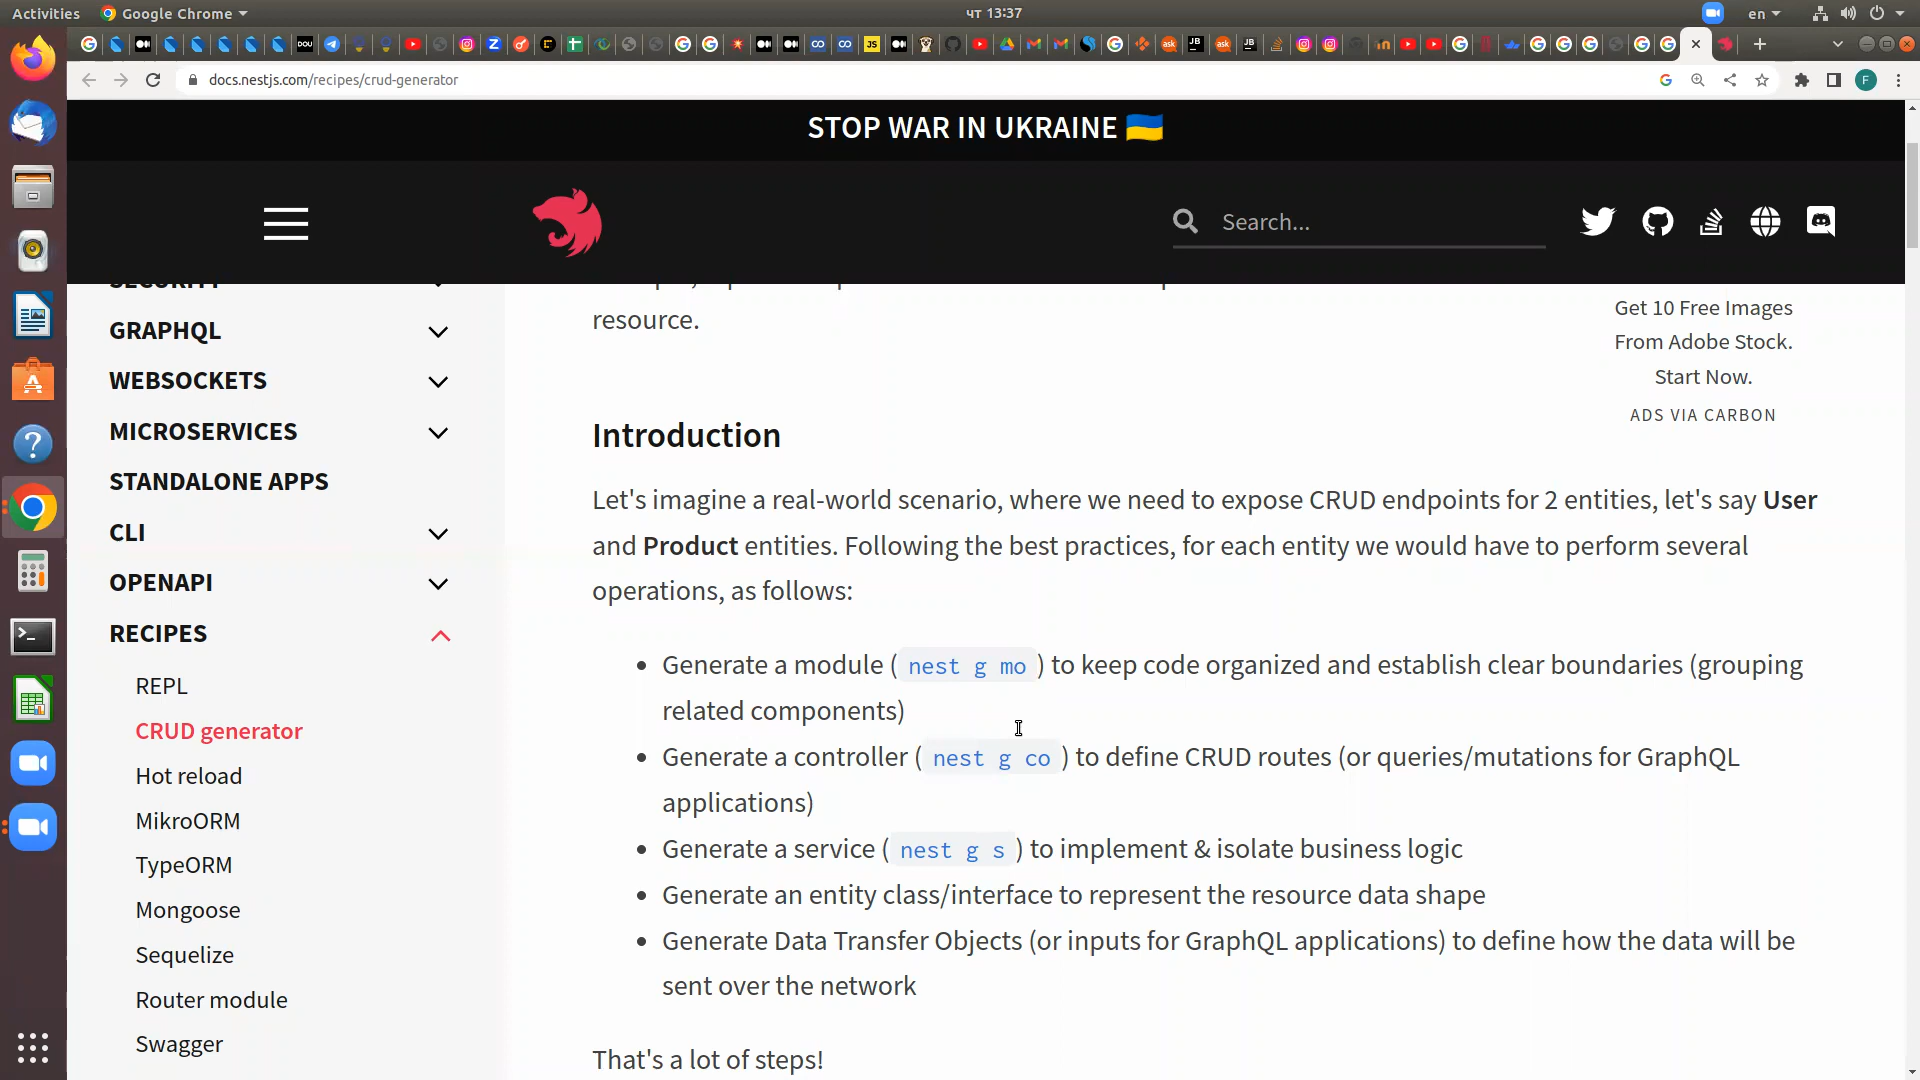 Activities
Google Chrome
чт 13:37
en
docs.nestjs.com/recipes/crud-generator
F
STOP WAR IN UKRAINE 🇺🇦
Search...
GRAPHQL
WEBSOCKETS
MICROSERVICES
STANDALONE APPS
CLI
OPENAPI
RECIPES
REPL
CRUD generator
Hot reload
MikroORM
TypeORM
Mongoose
Sequelize
Router module
Swagger
resource.
Introduction
Let's imagine a real-world scenario, where we need to expose CRUD endpoints for 2 entities, let's say User
and Product entities. Following the best practices, for each entity we would have to perform several
operations, as follows:
• Generate a module ( nest g mo ) to keep code organized and establish clear boundaries (grouping
related components)
• Generate a controller ( nest g co ) to define CRUD routes (or queries/mutations for GraphQL
applications)
• Generate a service ( nest g s ) to implement & isolate business logic
• Generate an entity class/interface to represent the resource data shape
• Generate Data Transfer Objects (or inputs for GraphQL applications) to define how the data will be
sent over the network
That's a lot of steps!
Get 10 Free Images
From Adobe Stock.
Start Now.
ADS VIA CARBON